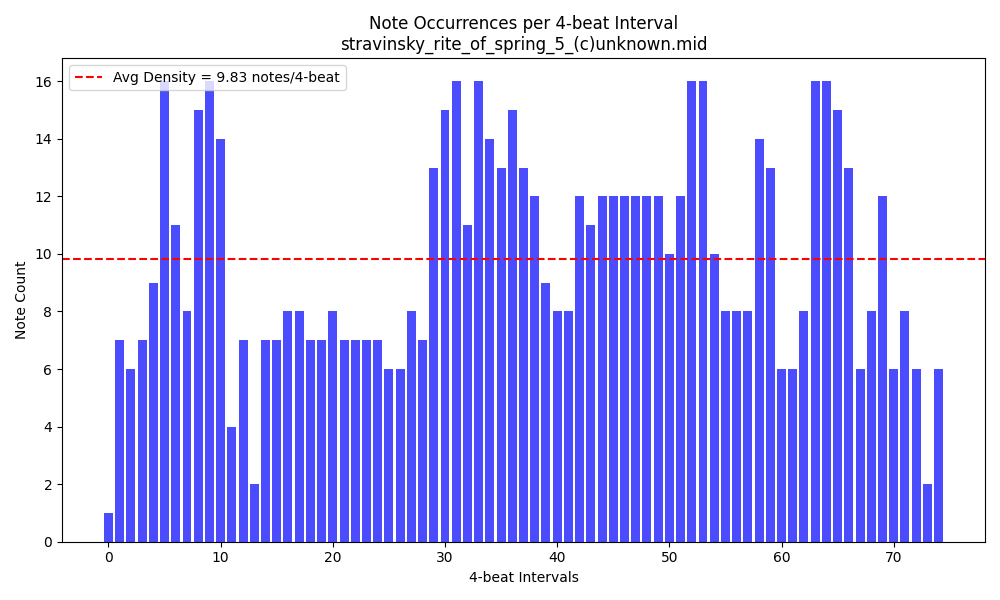 Note Occurrences per 4-beat Interval
stravinsky_rite_of_spring_5_(c)unknown.mid
Avg Density = 9.83 notes/4-beat
16
14
12
10
8
6
4
2
0
Note Count
0 10 20 30 40 50 60 70
4-beat Intervals